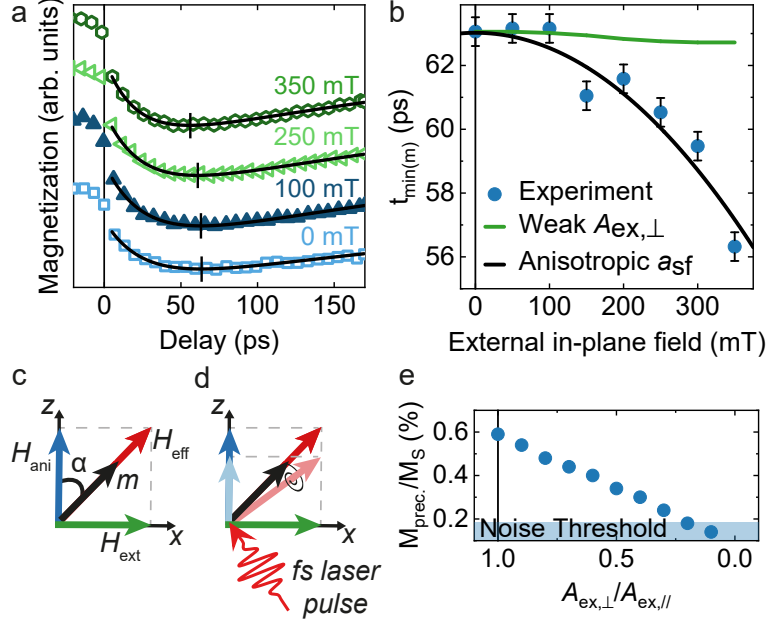 a
Magnetization (arb. units)
350 mT
250 mT
100 mT
0 mT
0
50
100
150
Delay (ps)
b
t_min(m) (ps)
62
60
58
56
Experiment
Weak A_ex,⊥
Anisotropic a_sf
0
100
200
300
External in-plane field (mT)
c
z
H_ani
α
m
H_eff
H_ext
x
d
z
x
fs laser
pulse
e
M_prec./M_S (%)
0.6
0.4
0.2
Noise Threshold
1.0
0.5
0.0
A_ex,⊥/A_ex,//